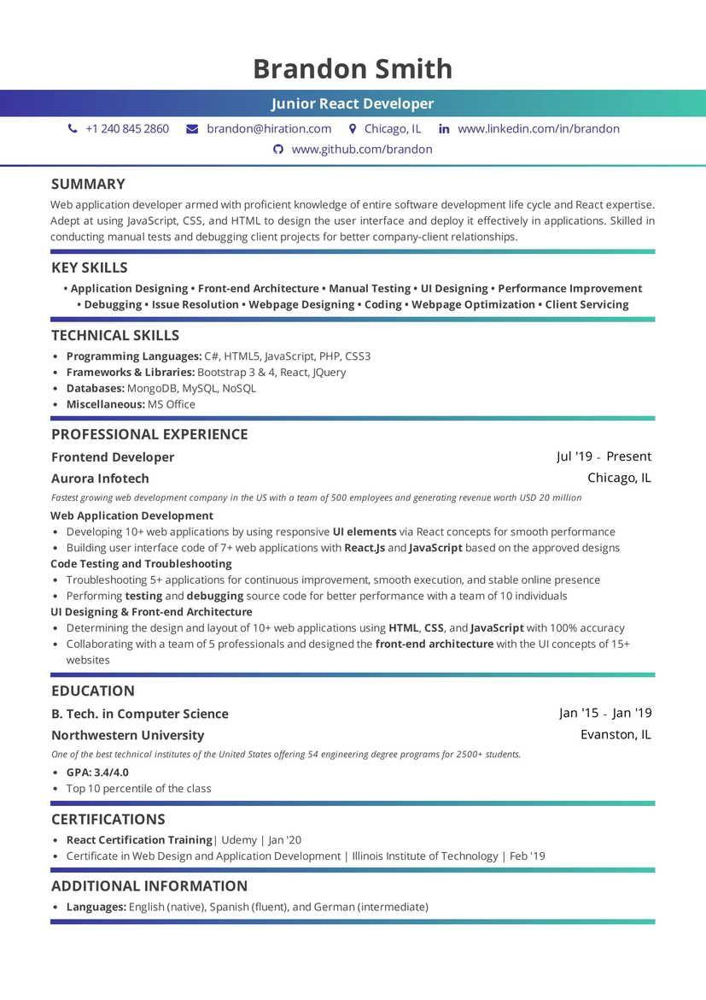 Brandon Smith
Junior React Developer
+1 240 845 2860 brandon@hiration.com Chicago, IL www.linkedin.com/in/brandon
www.github.com/brandon
SUMMARY
Web application developer armed with proficient knowledge of entire software development life cycle and React expertise.
Adept at using JavaScript, CSS, and HTML to design the user interface and deploy it effectively in applications. Skilled in
conducting manual tests and debugging client projects for better company-client relationships.
KEY SKILLS
• Application Designing • Front-end Architecture • Manual Testing • UI Designing • Performance Improvement
• Debugging • Issue Resolution • Webpage Designing • Coding • Webpage Optimization • Client Servicing
TECHNICAL SKILLS
• Programming Languages: C#, HTML5, JavaScript, PHP, CSS3
• Frameworks & Libraries: Bootstrap 3 & 4, React, JQuery
• Databases: MongoDB, MySQL, NoSQL
• Miscellaneous: MS Office
PROFESSIONAL EXPERIENCE
Frontend Developer Jul '19 - Present
Aurora Infotech Chicago, IL
Fastest growing web development company in the US with a team of 500 employees and generating revenue worth USD 20 million
Web Application Development
• Developing 10+ web applications by using responsive UI elements via React concepts for smooth performance
• Building user interface code of 7+ web applications with React.Js and JavaScript based on the approved designs
Code Testing and Troubleshooting
• Troubleshooting 5+ applications for continuous improvement, smooth execution, and stable online presence
• Performing testing and debugging source code for better performance with a team of 10 individuals
UI Designing & Front-end Architecture
• Determining the design and layout of 10+ web applications using HTML, CSS, and JavaScript with 100% accuracy
• Collaborating with a team of 5 professionals and designed the front-end architecture with the UI concepts of 15+
websites
EDUCATION
B. Tech. in Computer Science Jan '15 - Jan '19
Northwestern University Evanston, IL
One of the best technical institutes of the United States offering 54 engineering degree programs for 2500+ students.
• GPA: 3.4/4.0
• Top 10 percentile of the class
CERTIFICATIONS
• React Certification Training| Udemy | Jan '20
• Certificate in Web Design and Application Development | Illinois Institute of Technology | Feb '19
ADDITIONAL INFORMATION
• Languages: English (native), Spanish (fluent), and German (intermediate)